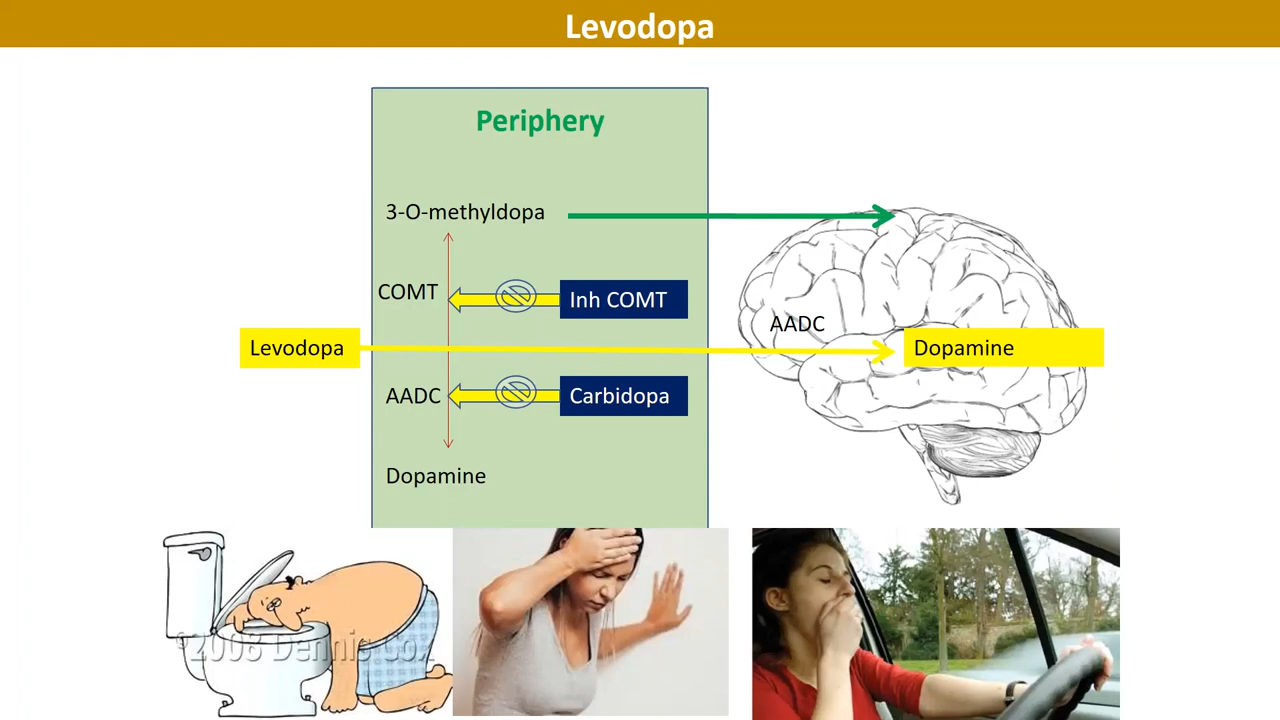 Levodopa
Periphery
3-O-methyldopa
COMT
Inh COMT
AADC
Levodopa
Dopamine
AADC
Carbidopa
Dopamine
©2008 Dennis Cox